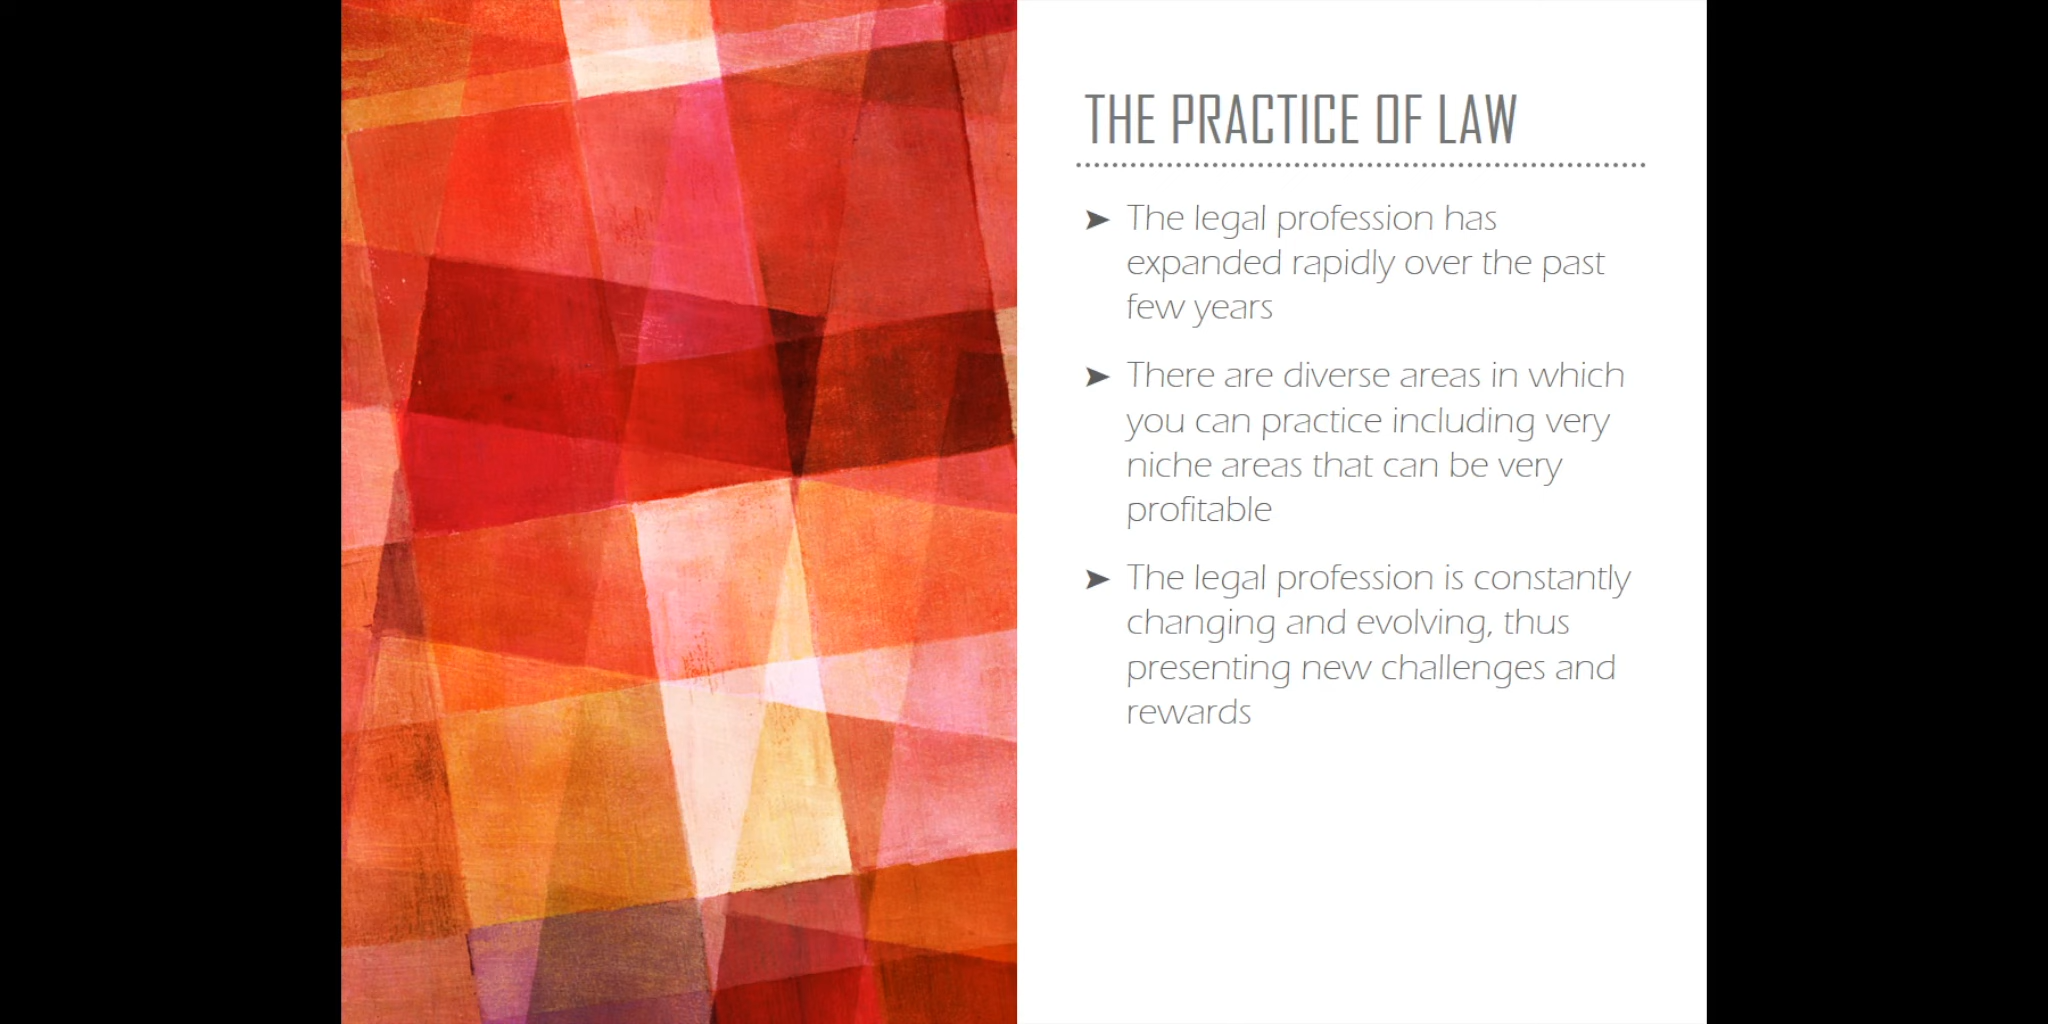 THE PRACTICE OF LAW
➤ The legal profession has
expanded rapidly over the past
few years
➤ There are diverse areas in which
you can practice including very
niche areas that can be very
profitable
➤ The legal profession is constantly
changing and evolving, thus
presenting new challenges and
rewards